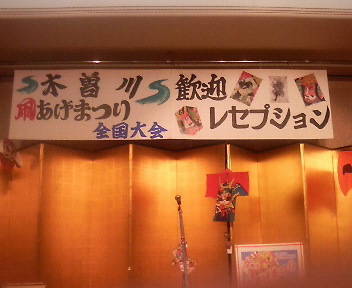 木曽川
凧あげまつり
全国大会
歓迎
レセプション